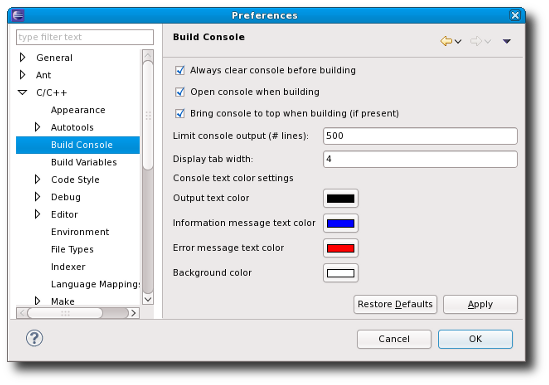 Preferences
type filter text
General
Ant
C/C++
Appearance
Autotools
Build Console
Build Variables
Code Style
Debug
Editor
Environment
File Types
Indexer
Language Mappings
Make
Build Console
Always clear console before building
Open console when building
Bring console to top when building (if present)
Limit console output (# lines): 500
Display tab width: 4
Console text color settings
Output text color
Information message text color
Error message text color
Background color
Restore Defaults Apply
? Cancel OK